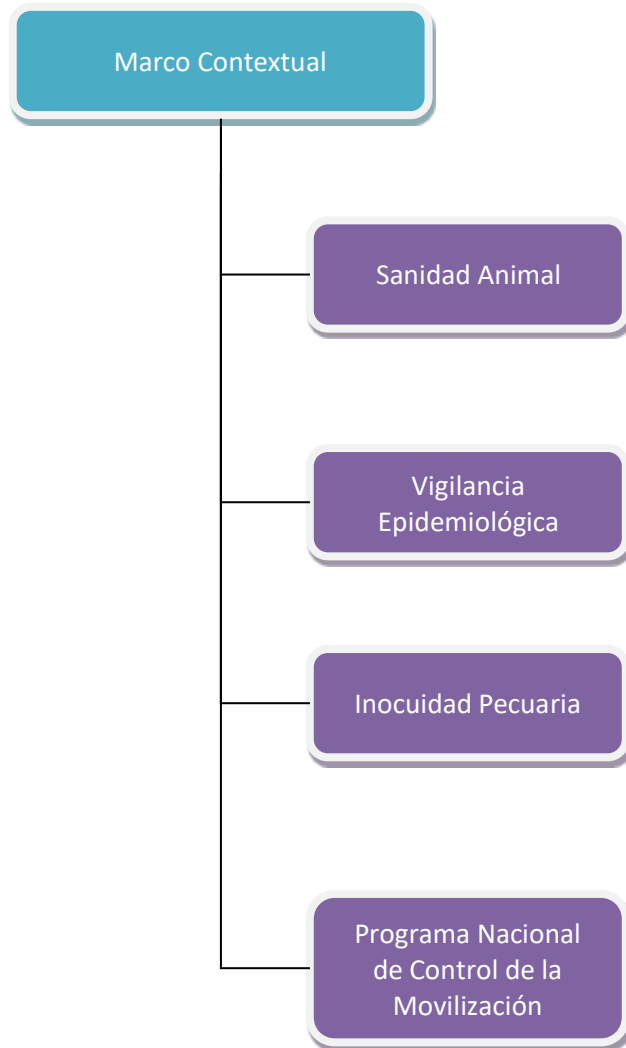 Marco Contextual
Sanidad Animal
Vigilancia
Epidemiológica
Inocuidad Pecuaria
Programa Nacional
de Control de la
Movilización